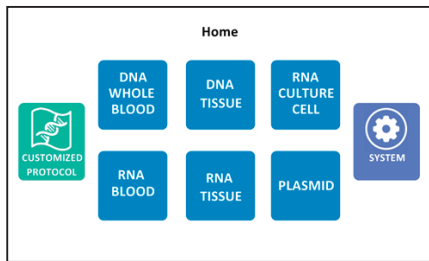 Home
DNA
WHOLE
BLOOD
DNA
TISSUE
RNA
CULTURE
CELL
CUSTOMIZED
PROTOCOL
SYSTEM
RNA
BLOOD
RNA
TISSUE
PLASMID